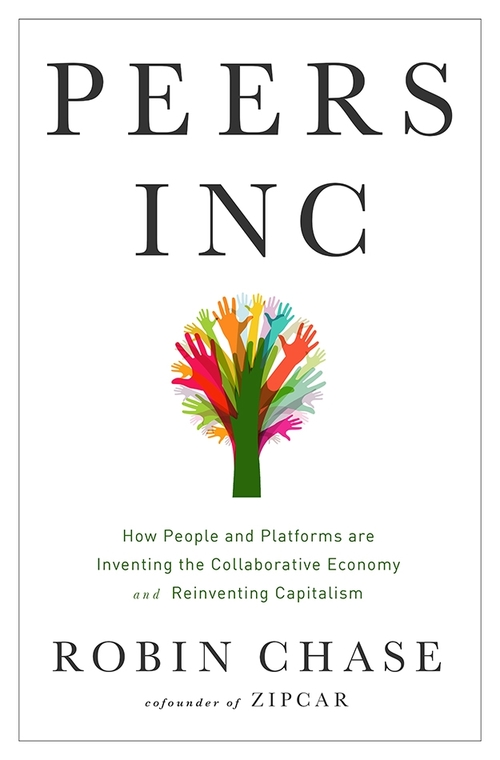 PEERS
INC
How People and Platforms are
Inventing the Collaborative Economy
and Reinventing Capitalism
ROBIN CHASE
cofounder of ZIPCAR